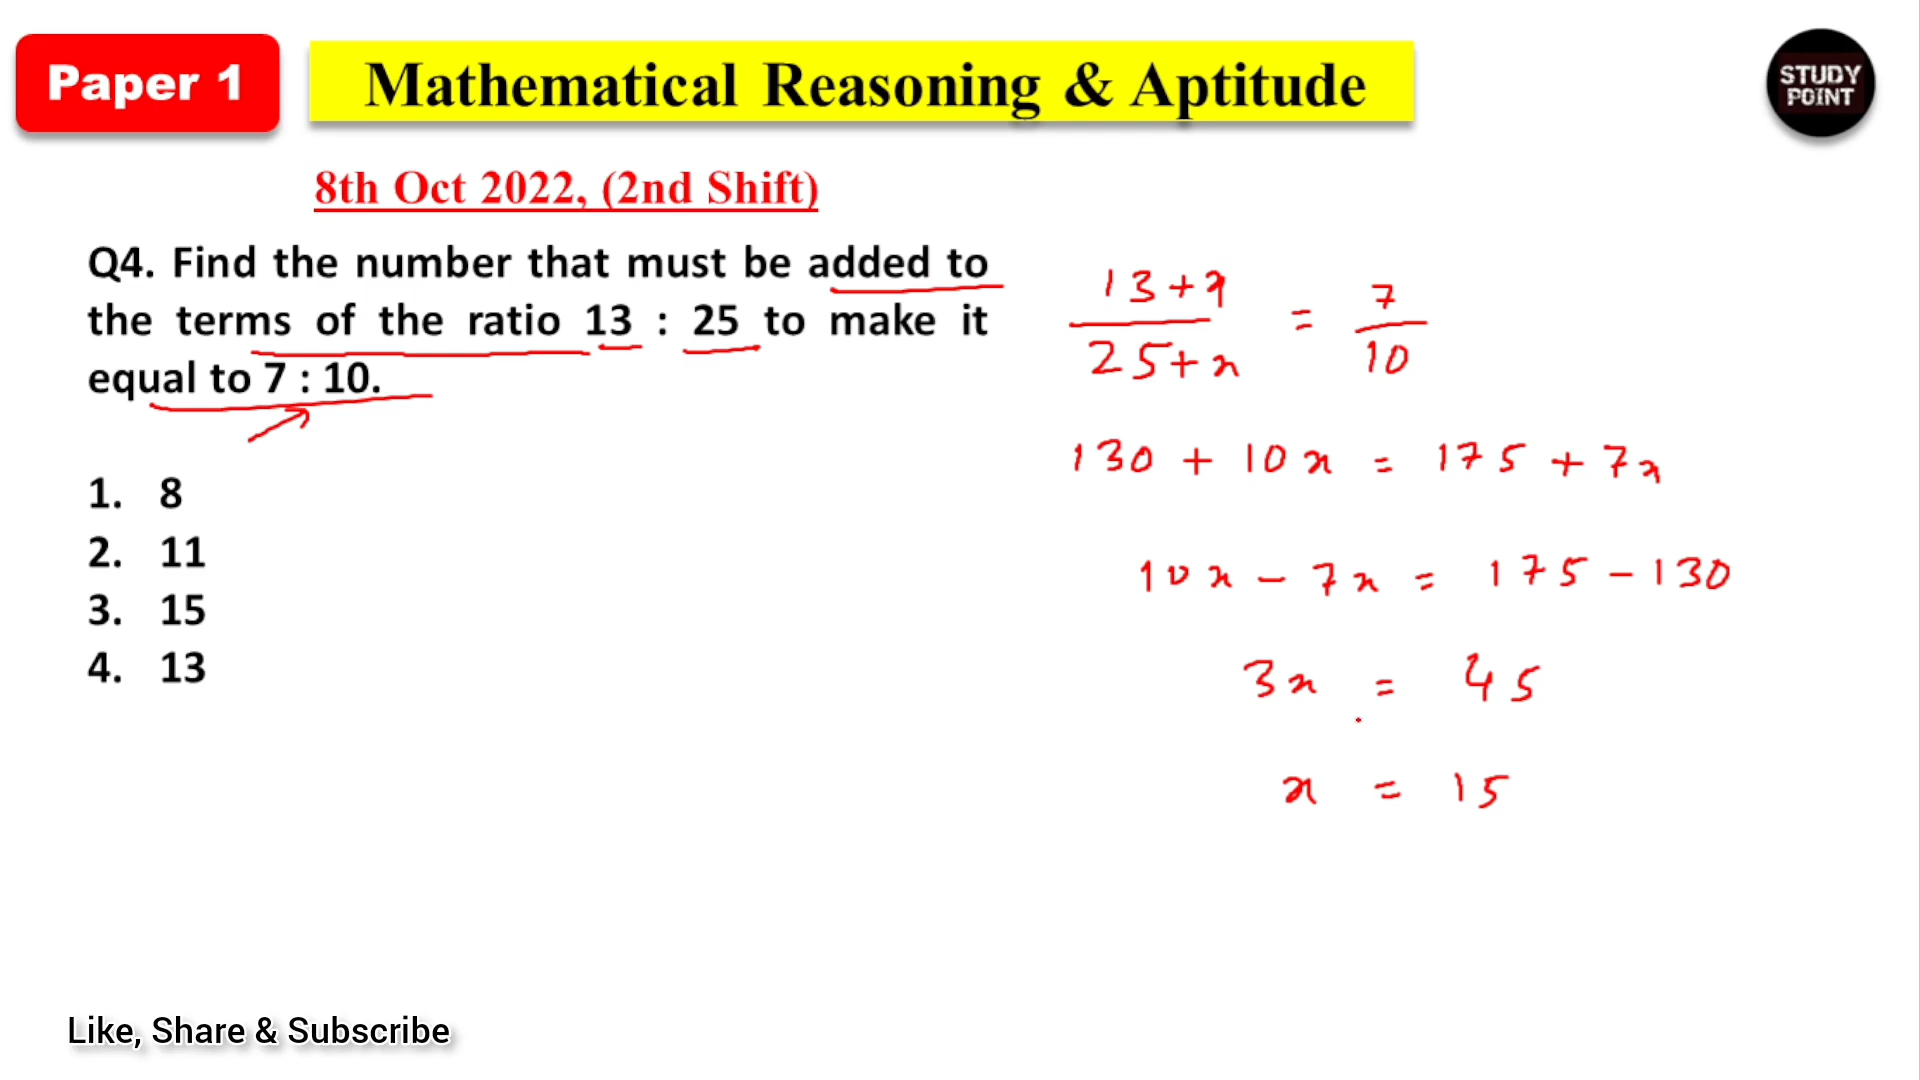 Paper 1
Mathematical Reasoning & Aptitude
STUDY
POINT
8th Oct 2022, (2nd Shift)
Q4. Find the number that must be added to
the terms of the ratio 13 : 25 to make it
equal to 7 : 10.
1. 8
2. 11
3. 15
4. 13
13+x / 25+x = 7 / 10
130 + 10x = 175 + 7x
10x - 7x = 175 - 130
3x = 45
x = 15
Like, Share & Subscribe